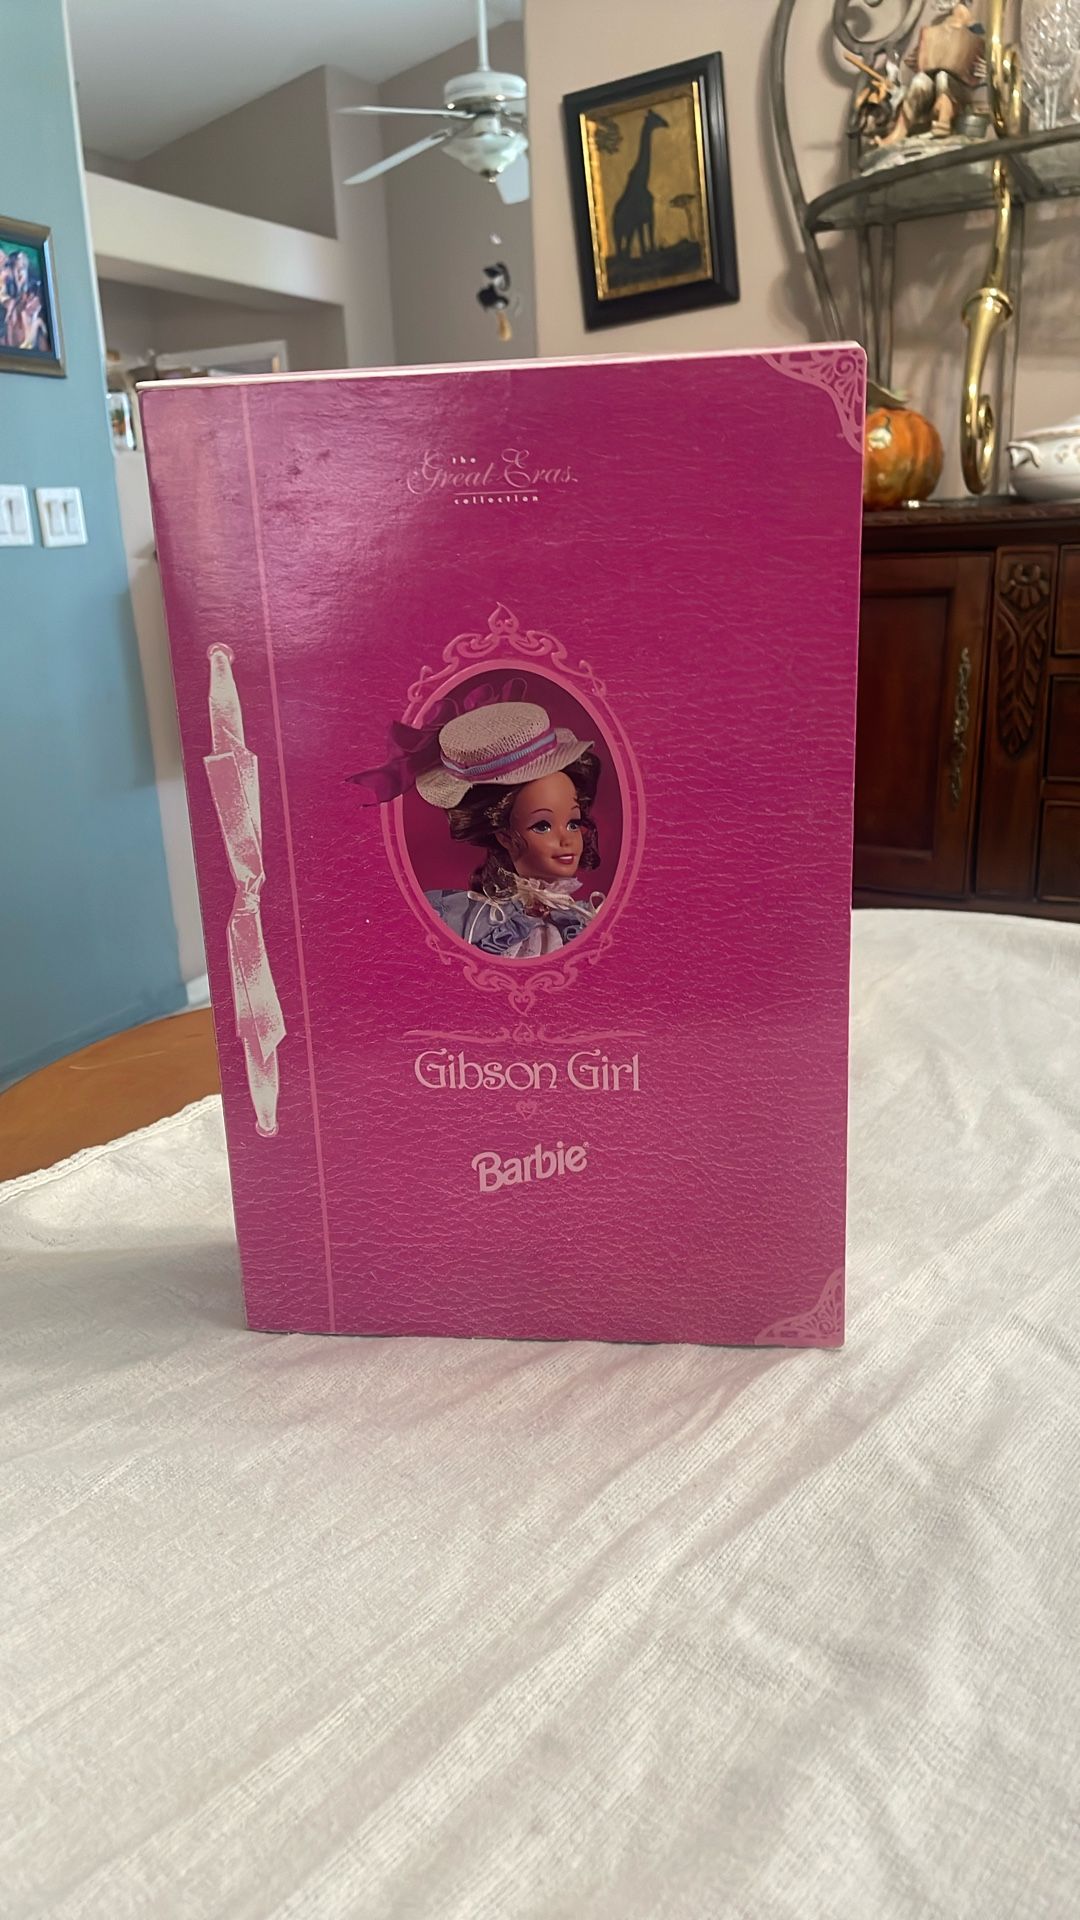 the
Great Eras
collection
Gibson Girl
Barbie®